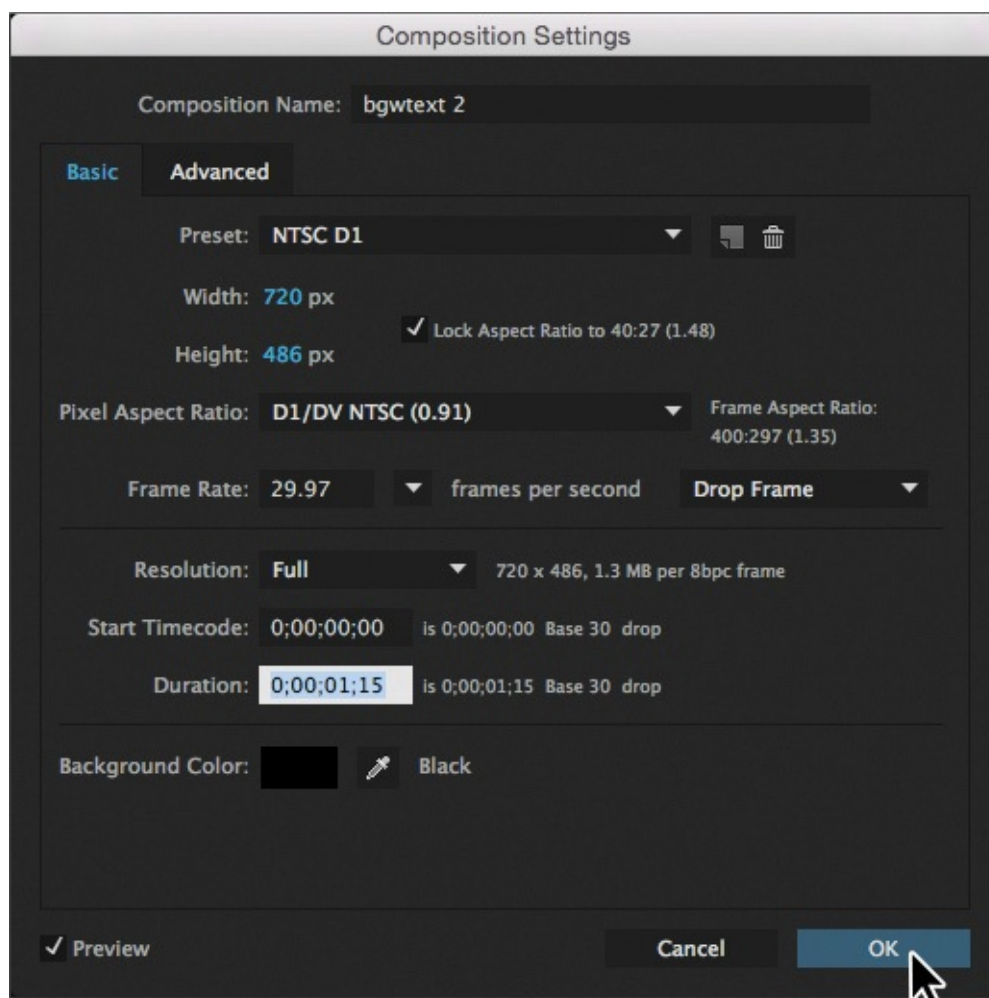 Composition Settings
Composition Name: bgwtext 2
Basic Advanced
Preset: NTSC D1
Width: 720 px
Lock Aspect Ratio to 40:27 (1.48)
Height: 486 px
Pixel Aspect Ratio: D1/DV NTSC (0.91) Frame Aspect Ratio:
400:297 (1.35)
Frame Rate: 29.97 frames per second Drop Frame
Resolution: Full 720 x 486, 1.3 MB per 8bpc frame
Start Timecode: 0;00;00;00 is 0;00;00;00 Base 30 drop
Duration: 0;00;01;15 is 0;00;01;15 Base 30 drop
Background Color: Black
Preview Cancel OK